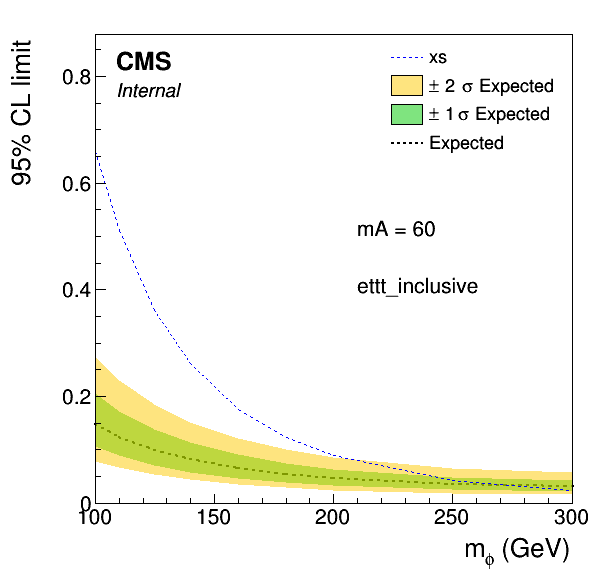 CMS
Internal
xs
± 2 σ Expected
± 1 σ Expected
Expected
mA = 60
ettt_inclusive
95% CL limit
0.8
0.6
0.4
0.2
0
100
150
200
250
300
mϕ (GeV)